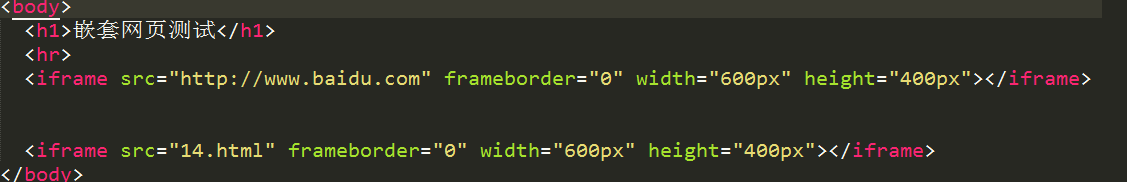 <body>
<h1>嵌套网页测试</h1>
<hr>
<iframe src="http://www.baidu.com" frameborder="0" width="600px" height="400px"></iframe>
<iframe src="14.html" frameborder="0" width="600px" height="400px"></iframe>
</body>